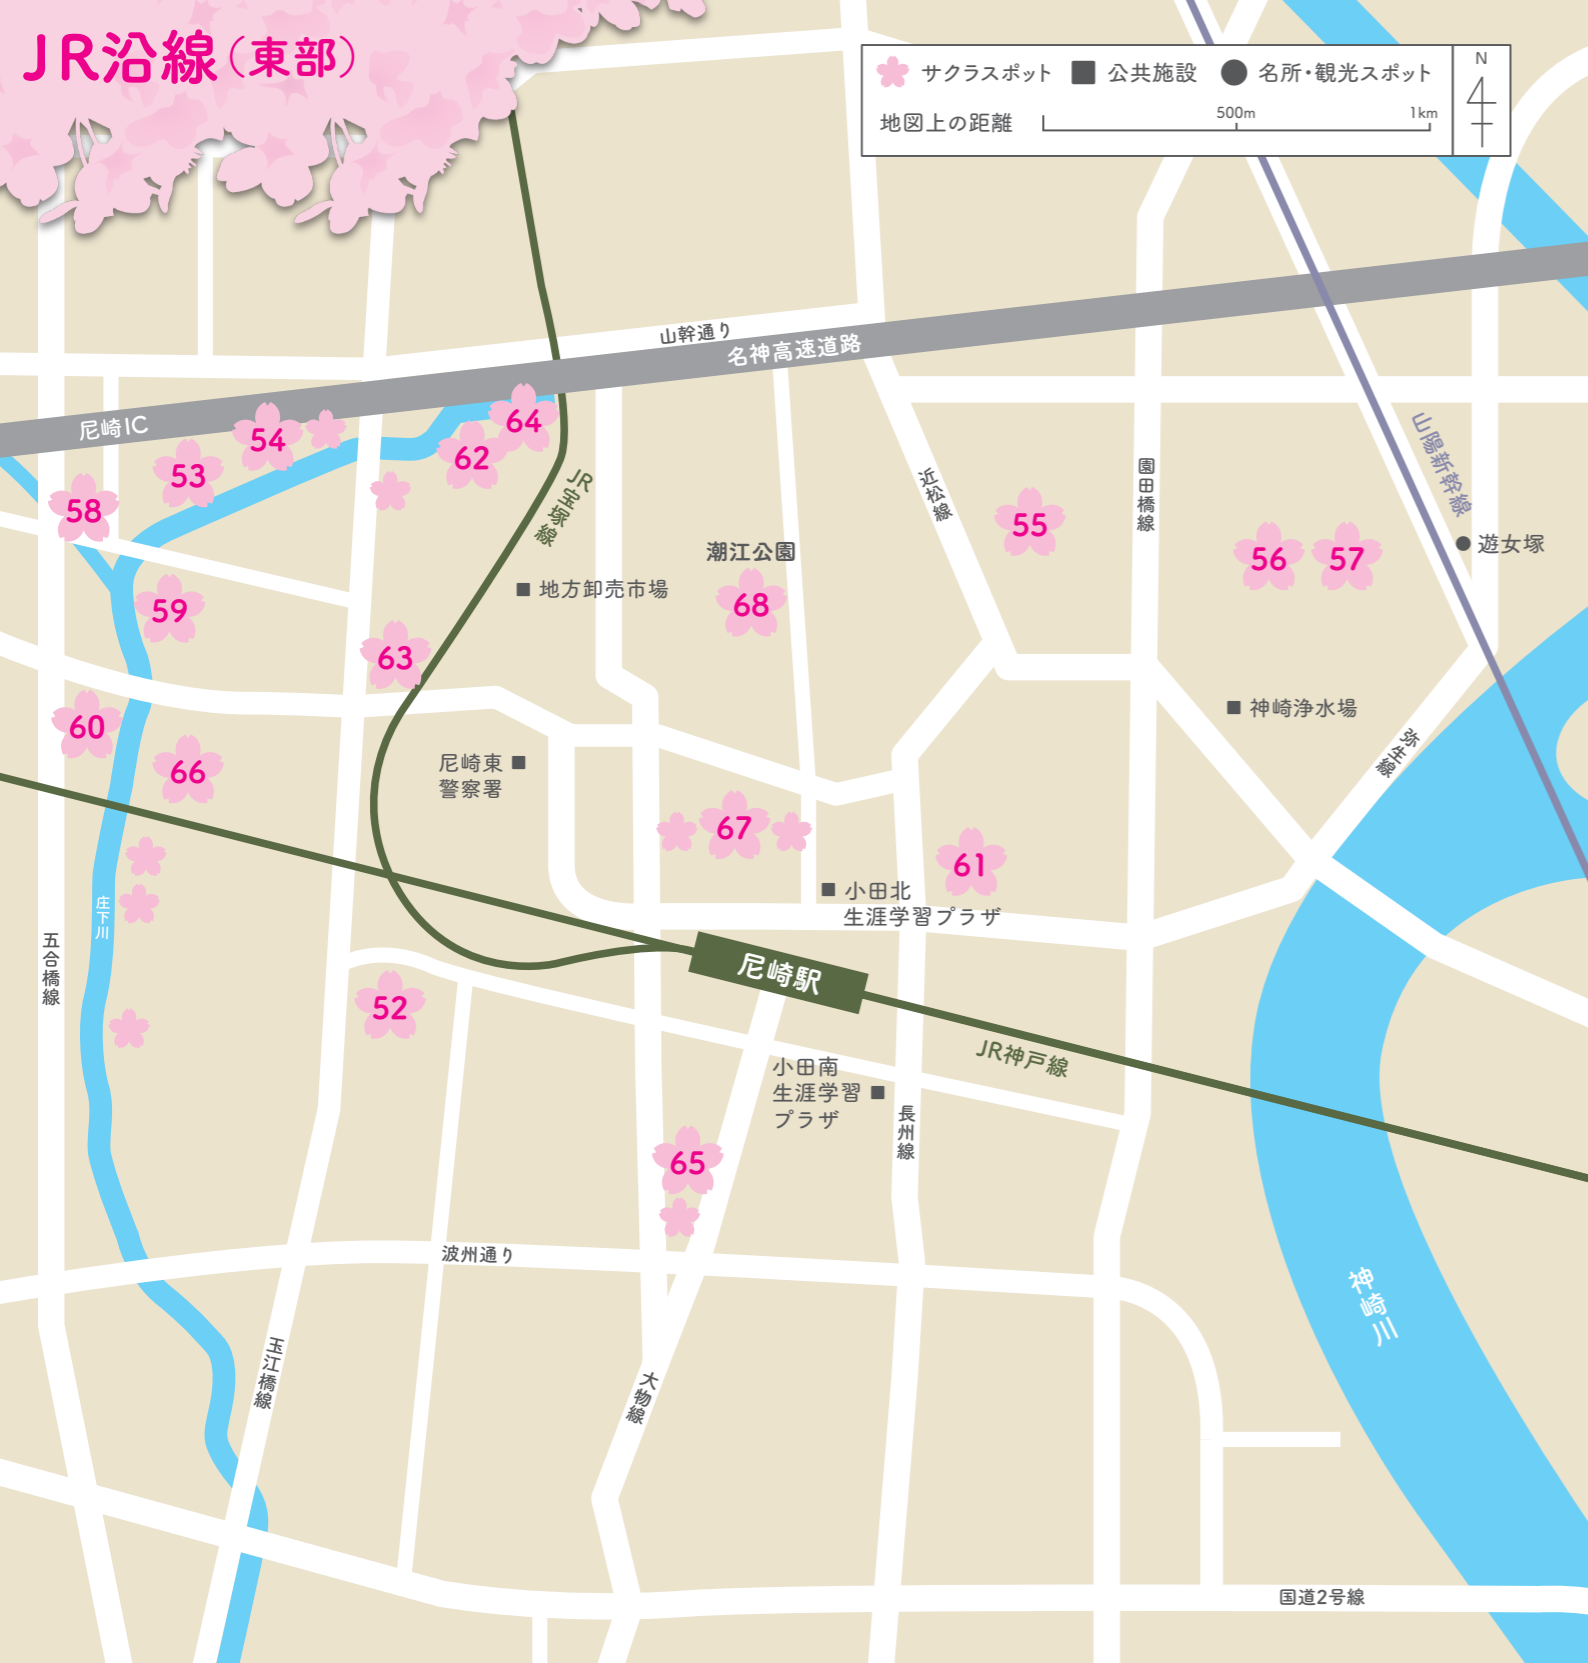 JR沿線（東部）
サクラスポット
公共施設
名所・観光スポット
地図上の距離
500m
1km
N
山幹通り
名神高速道路
尼崎IC
54
64
62
53
58
JR宝塚線
近松線
園田橋線
山陽新幹線
55
56
57
遊女塚
潮江公園
地方卸売市場
68
59
63
60
66
神崎浄水場
弥生線
尼崎東
警察署
67
61
小田北
生涯学習プラザ
庄下川
五合橋線
尼崎駅
52
JR神戸線
小田南
生涯学習
プラザ
長州線
65
波州通り
神崎川
玉江橋線
大物線
国道2号線